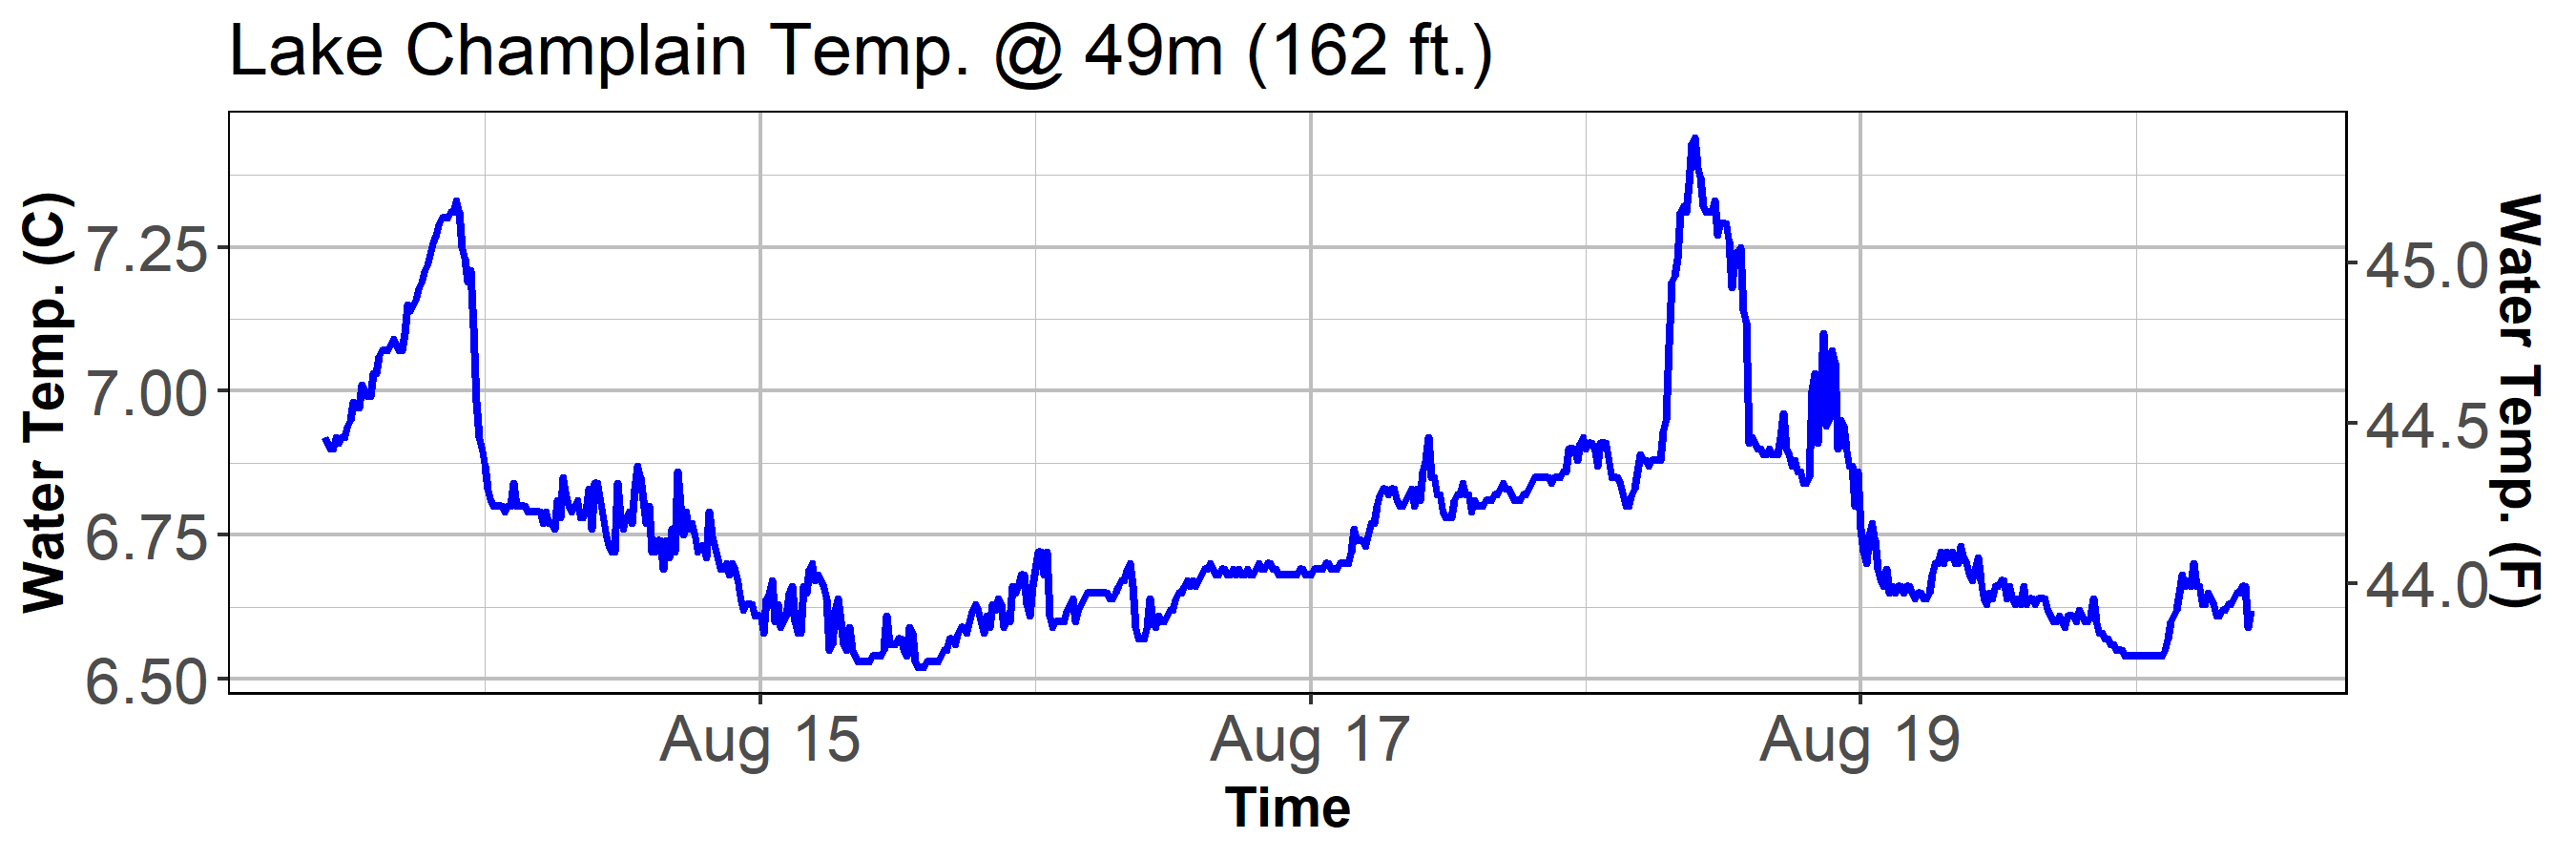 Lake Champlain Temp. @ 49m (162 ft.)
Water Temp. (C)
7.25
7.00
6.75
6.50
45.0
44.5
44.0
Water Temp. (F)
Aug 15
Aug 17
Aug 19
Time